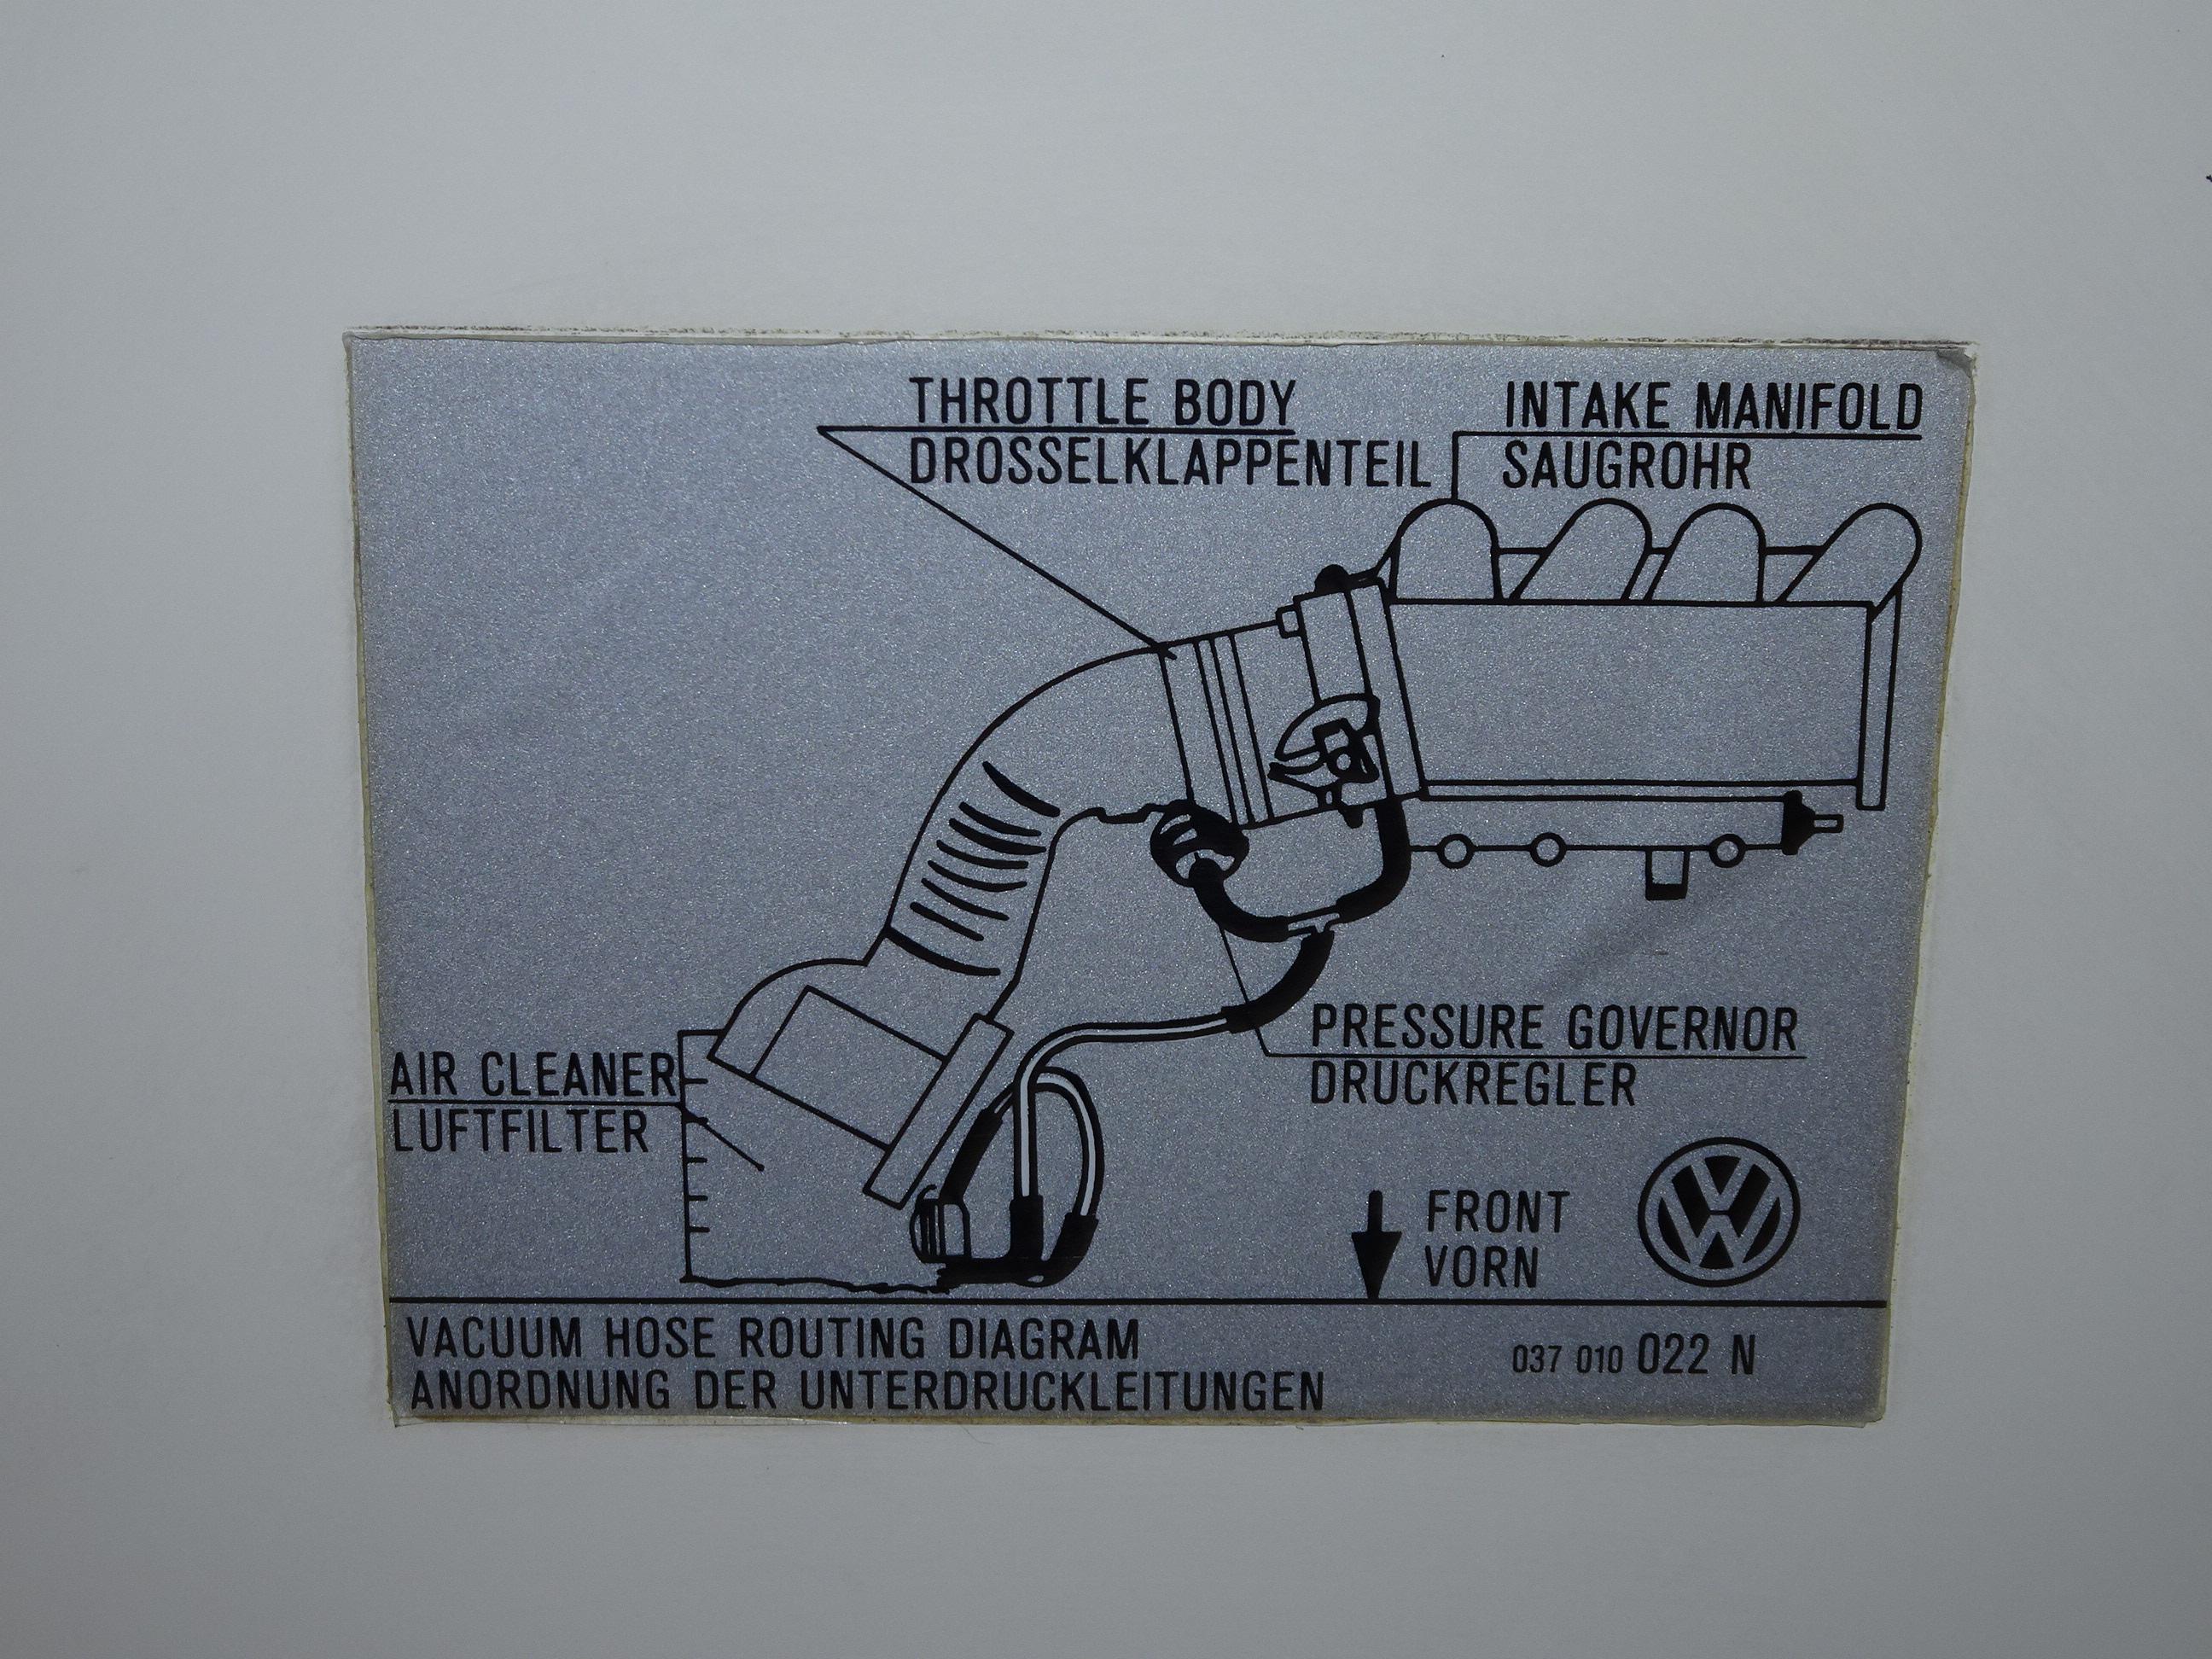 THROTTLE BODY
DROSSELKLAPPENTEIL
INTAKE MANIFOLD
SAUGROHR
AIR CLEANER
LUFTFILTER
PRESSURE GOVERNOR
DRUCKREGLER
FRONT
VORN
VW
VACUUM HOSE ROUTING DIAGRAM
ANORDNUNG DER UNTERDRUCKLEITUNGEN
037 010 022 N